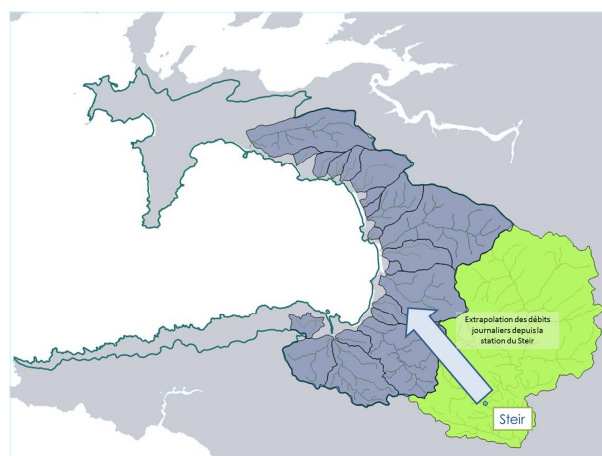 Extrapolation des débits
journaliers depuis la
station du Steir
Steir